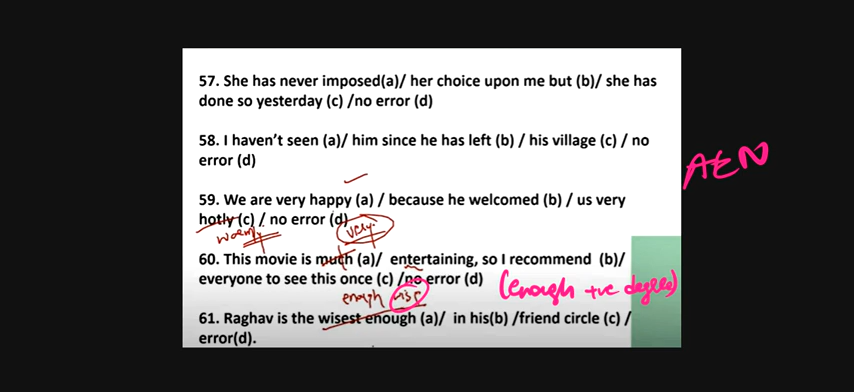 57. She has never imposed(a)/ her choice upon me but (b)/ she has
done so yesterday (c) /no error (d)
58. I haven't seen (a)/ him since he has left (b) / his village (c) / no
error (d)
AEN
59. We are very happy (a) / because he welcomed (b) / us very
hotly (c) / no error (d)
very
60. This movie is much (a)/ entertaining, so I recommend (b)/
everyone to see this once (c) /no error (d)
(enough +ve degree)
enough
61. Raghav is the wisest enough (a)/ in his(b) /friend circle (c) /
error(d).